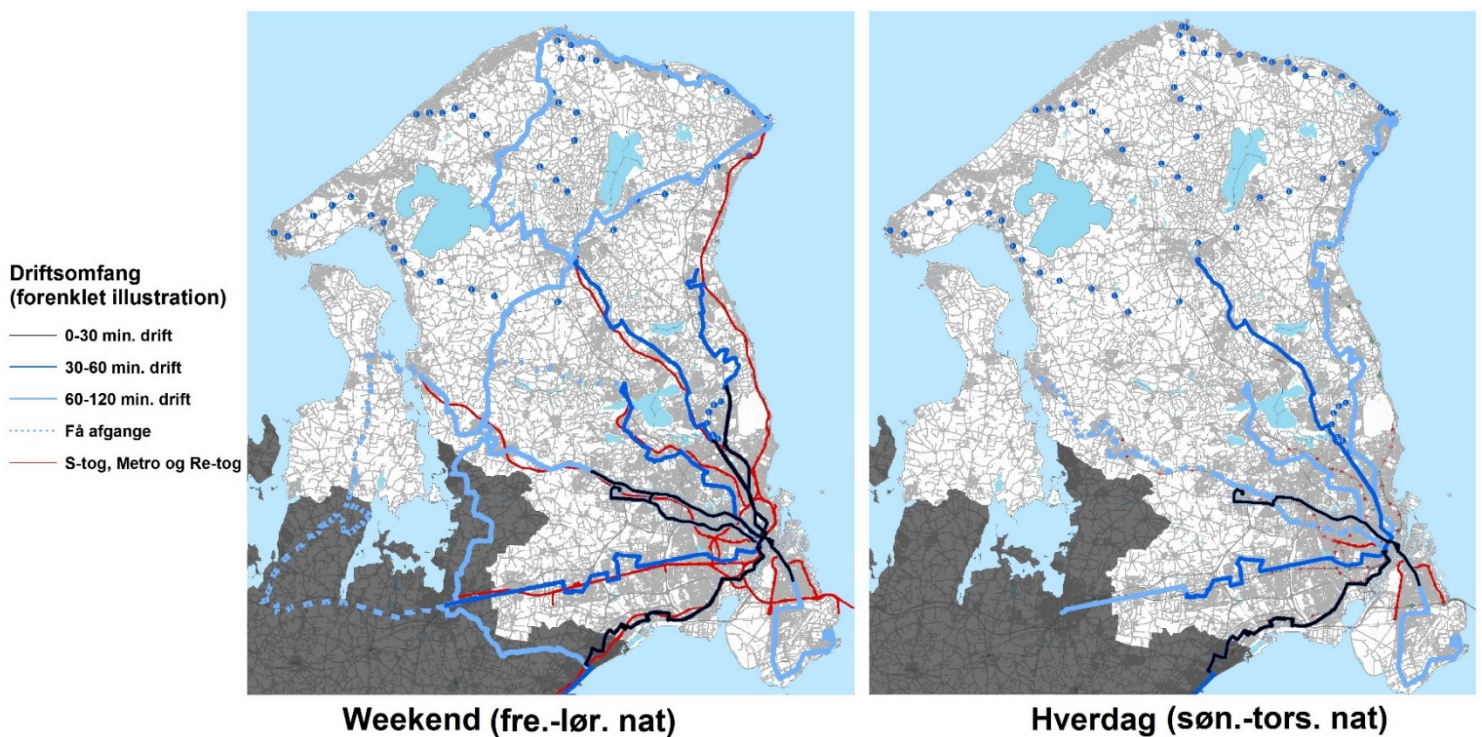 Driftsomfang
(forenklet illustration)
0-30 min. drift
30-60 min. drift
60-120 min. drift
Få afgange
S-tog, Metro og Re-tog
Weekend (fre.-lør. nat)
Hverdag (søn.-tors. nat)